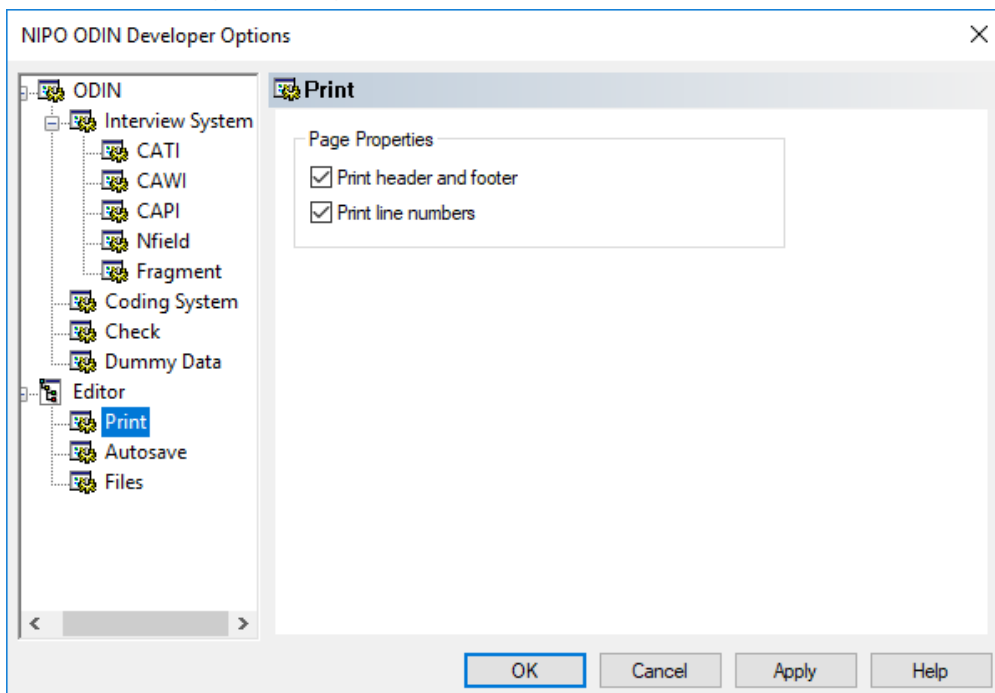 NIPO ODIN Developer Options
ODIN
Interview System
CATI
CAWI
CAPI
Nfield
Fragment
Coding System
Check
Dummy Data
Editor
Print
Autosave
Files
Print
Page Properties
Print header and footer
Print line numbers
OK
Cancel
Apply
Help